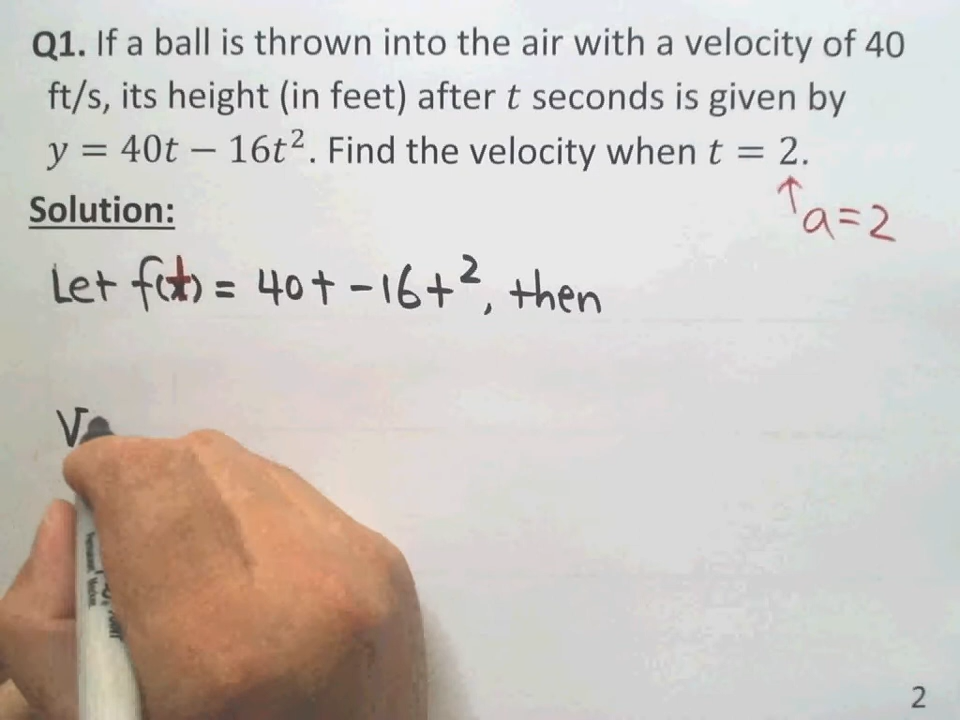 Q1. If a ball is thrown into the air with a velocity of 40
ft/s, its height (in feet) after t seconds is given by
y = 40t − 16t². Find the velocity when t = 2.
↑ a = 2
Solution:
Let f(t) = 40t - 16t², then
V
2